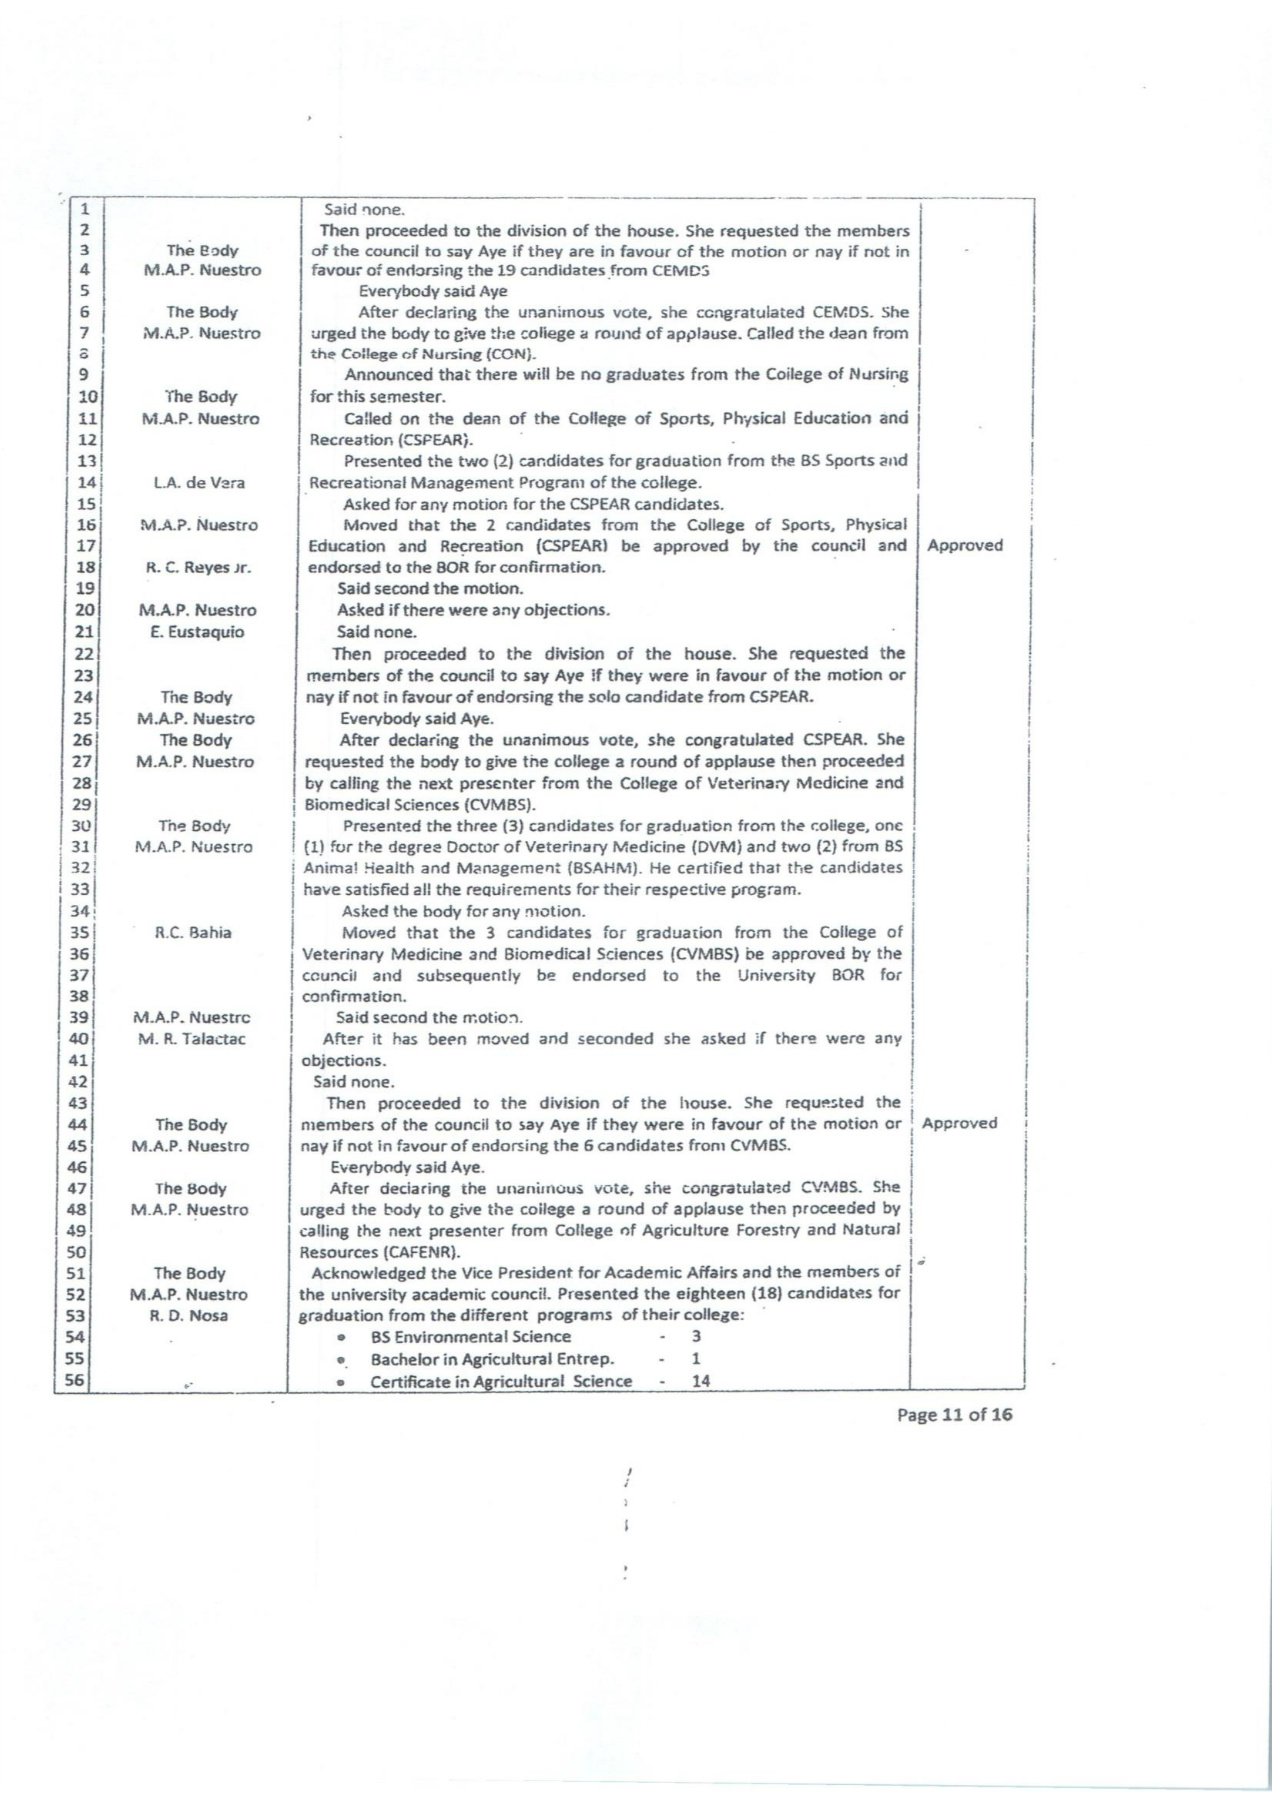 1 Said none.
2 Then proceeded to the division of the house. She requested the members
3 The Body of the council to say Aye if they are in favour of the motion or nay if not in
4 M.A.P. Nuestro favour of endorsing the 19 candidates from CEMDS
5 Everybody said Aye
6 The Body After declaring the unanimous vote, she congratulated CEMDS. She
7 M.A.P. Nuestro urged the body to give the college a round of applause. Called the dean from
8 the College of Nursing (CON).
9 Announced that there will be no graduates from the College of Nursing
10 The Body for this semester.
11 M.A.P. Nuestro Called on the dean of the College of Sports, Physical Education and
12 Recreation (CSPEAR).
13 Presented the two (2) candidates for graduation from the BS Sports and
14 L.A. de Vera Recreational Management Program of the college.
15 Asked for any motion for the CSPEAR candidates.
16 M.A.P. Nuestro Moved that the 2 candidates from the College of Sports, Physical
17 Education and Recreation (CSPEAR) be approved by the council and Approved
18 R. C. Reyes Jr. endorsed to the BOR for confirmation.
19 Said second the motion.
20 M.A.P. Nuestro Asked if there were any objections.
21 E. Eustaquio Said none.
22 Then proceeded to the division of the house. She requested the
23 members of the council to say Aye if they were in favour of the motion or
24 The Body nay if not in favour of endorsing the solo candidate from CSPEAR.
25 M.A.P. Nuestro Everybody said Aye.
26 The Body After declaring the unanimous vote, she congratulated CSPEAR. She
27 M.A.P. Nuestro requested the body to give the college a round of applause then proceeded
28 by calling the next presenter from the College of Veterinary Medicine and
29 Biomedical Sciences (CVMBS).
30 The Body Presented the three (3) candidates for graduation from the college, one
31 M.A.P. Nuestro (1) for the degree Doctor of Veterinary Medicine (DVM) and two (2) from BS
32 Animal Health and Management (BSAHM). He certified that the candidates
33 have satisfied all the requirements for their respective program.
34 Asked the body for any motion.
35 R.C. Bahia Moved that the 3 candidates for graduation from the College of
36 Veterinary Medicine and Biomedical Sciences (CVMBS) be approved by the
37 council and subsequently be endorsed to the University BOR for
38 confirmation.
39 M.A.P. Nuestro Said second the motion.
40 M. R. Talactac After it has been moved and seconded she asked if there were any
41 objections.
42 Said none.
43 Then proceeded to the division of the house. She requested the
44 The Body members of the council to say Aye if they were in favour of the motion or Approved
45 M.A.P. Nuestro nay if not in favour of endorsing the 6 candidates from CVMBS.
46 Everybody said Aye.
47 The Body After declaring the unanimous vote, she congratulated CVMBS. She
48 M.A.P. Nuestro urged the body to give the college a round of applause then proceeded by
49 calling the next presenter from College of Agriculture Forestry and Natural
50 Resources (CAFENR).
51 The Body Acknowledged the Vice President for Academic Affairs and the members of
52 M.A.P. Nuestro the university academic council. Presented the eighteen (18) candidates for
53 R. D. Nosa graduation from the different programs of their college:
54 • BS Environmental Science - 3
55 • Bachelor in Agricultural Entrep. - 1
56 • Certificate in Agricultural Science - 14
Page 11 of 16